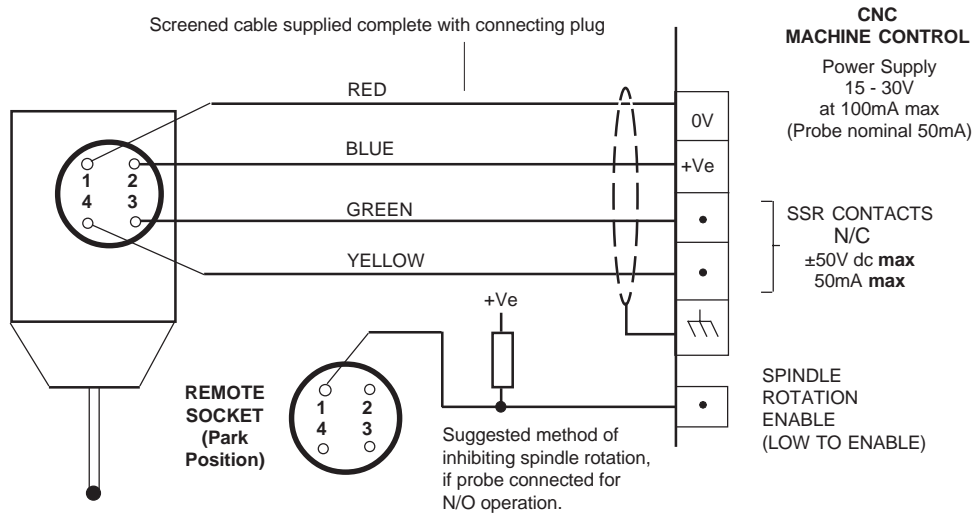 Screened cable supplied complete with connecting plug
CNC
MACHINE CONTROL
Power Supply
15 - 30V
at 100mA max
(Probe nominal 50mA)
RED
0V
BLUE
+Ve
1 2
4 3
GREEN
SSR CONTACTS
N/C
±50V dc max
50mA max
YELLOW
+Ve
REMOTE
SOCKET
(Park
Position)
1 2
4 3
Suggested method of
inhibiting spindle rotation,
if probe connected for
N/O operation.
SPINDLE
ROTATION
ENABLE
(LOW TO ENABLE)